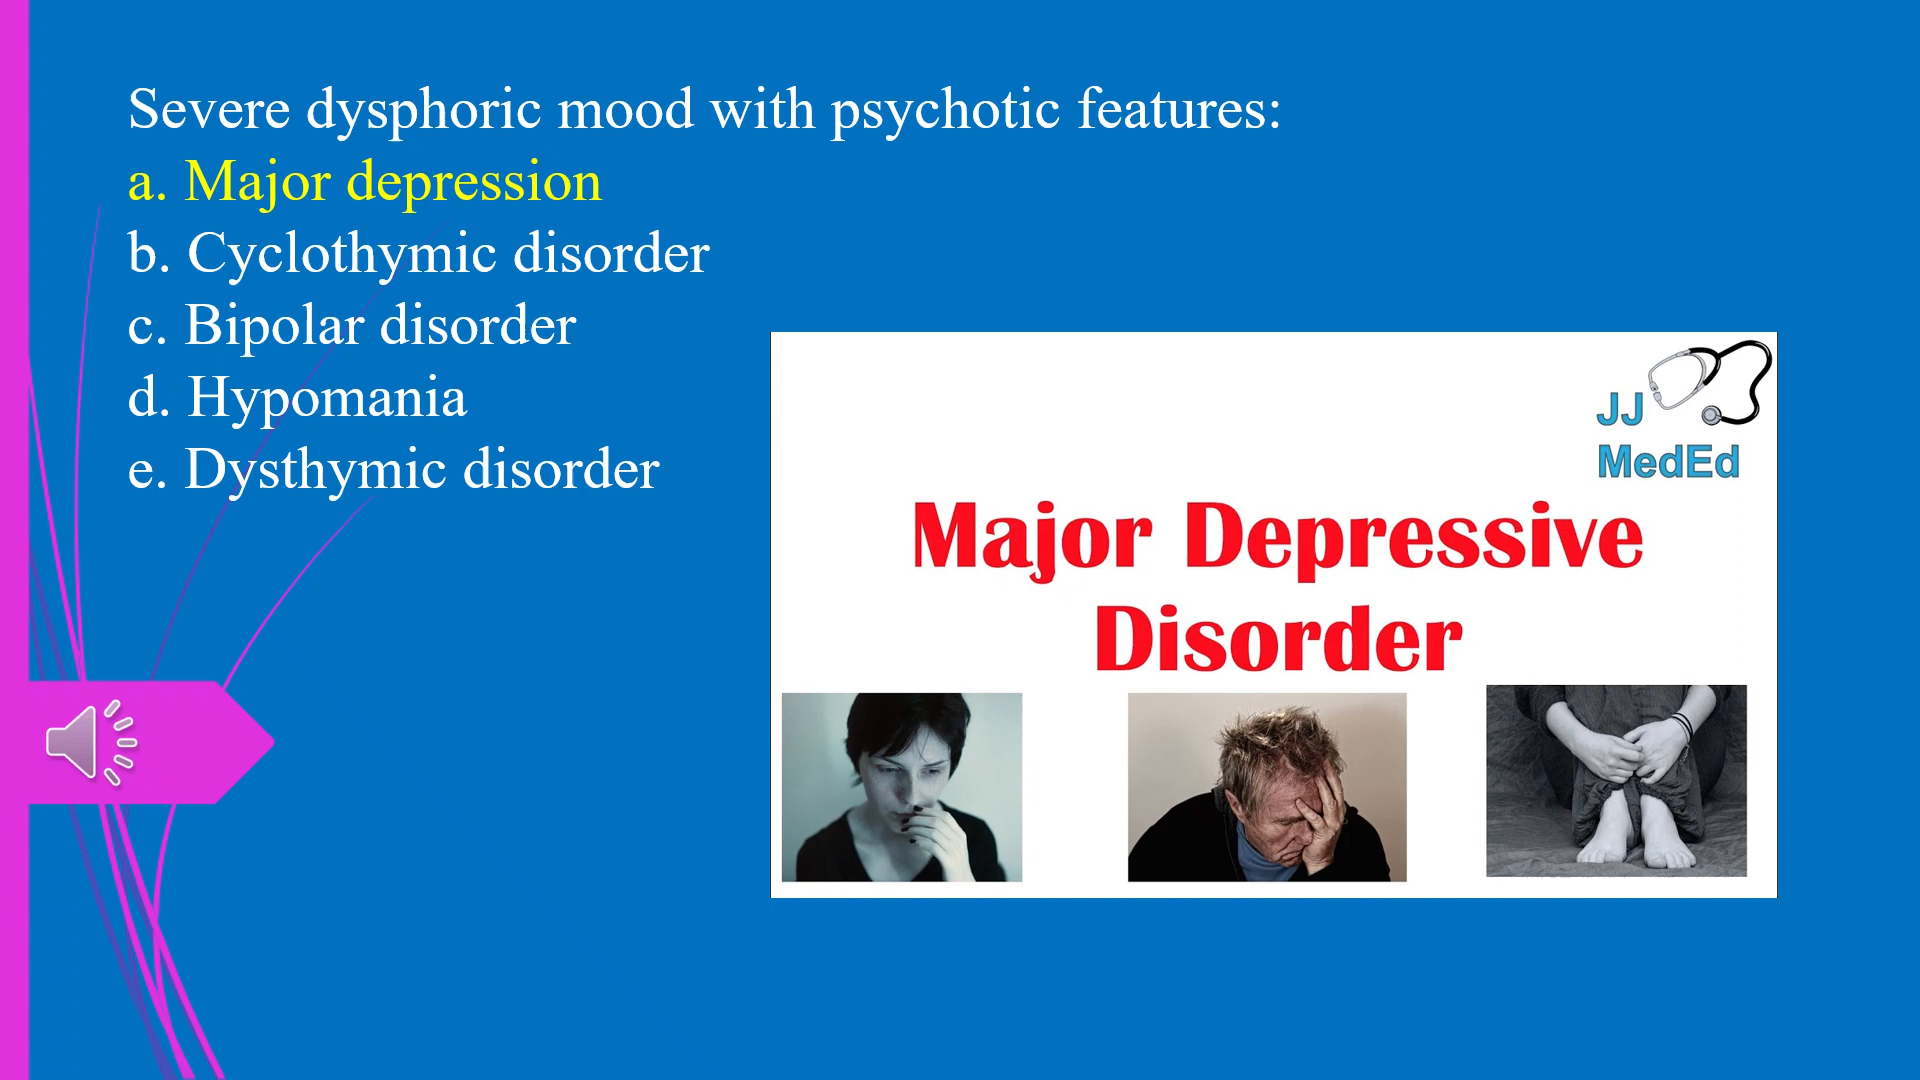 Severe dysphoric mood with psychotic features:
a. Major depression
b. Cyclothymic disorder
c. Bipolar disorder
d. Hypomania
e. Dysthymic disorder
JJ
MedEd
Major Depressive
Disorder